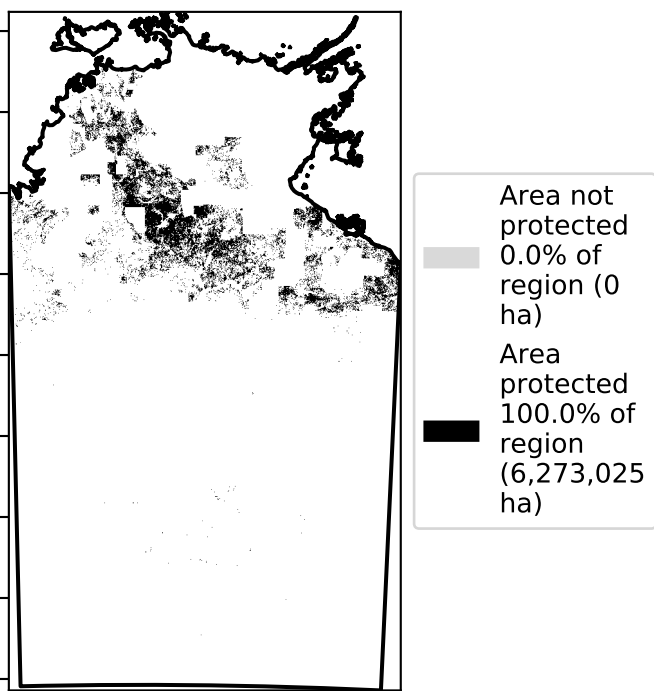 Area not
protected
0.0% of
region (0
ha)
Area
protected
100.0% of
region
(6,273,025
ha)